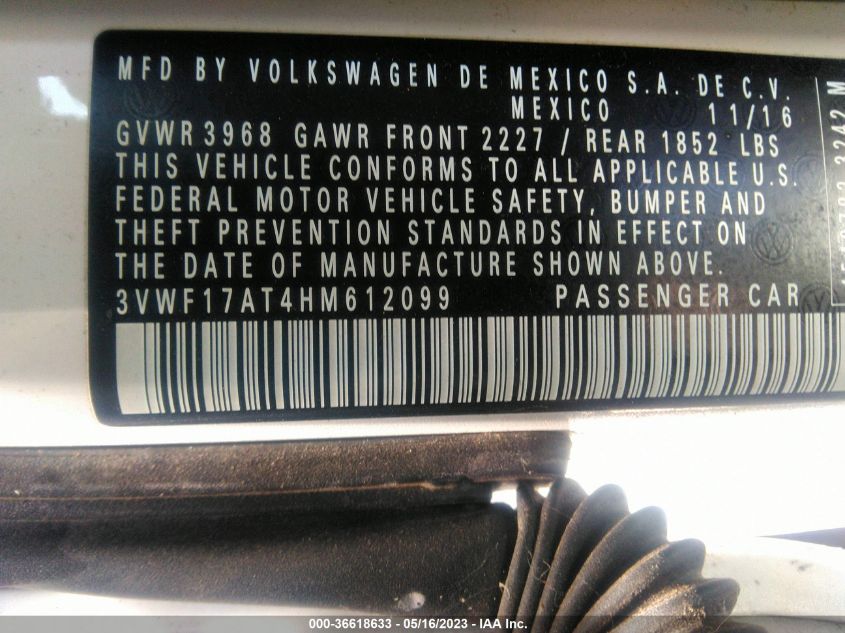 MFD BY VOLKSWAGEN DE MEXICO S.A. DE C.V.
MEXICO 11/16
GVWR 3968 GAWR FRONT 2227 / REAR 1852 LBS
THIS VEHICLE CONFORMS TO ALL APPLICABLE U.S.
FEDERAL MOTOR VEHICLE SAFETY, BUMPER AND
THEFT PREVENTION STANDARDS IN EFFECT ON
THE DATE OF MANUFACTURE SHOWN ABOVE.
3VWF17AT4HM612099 PASSENGER CAR
3242 M
000-36618633 - 05/16/2023 - IAA Inc.